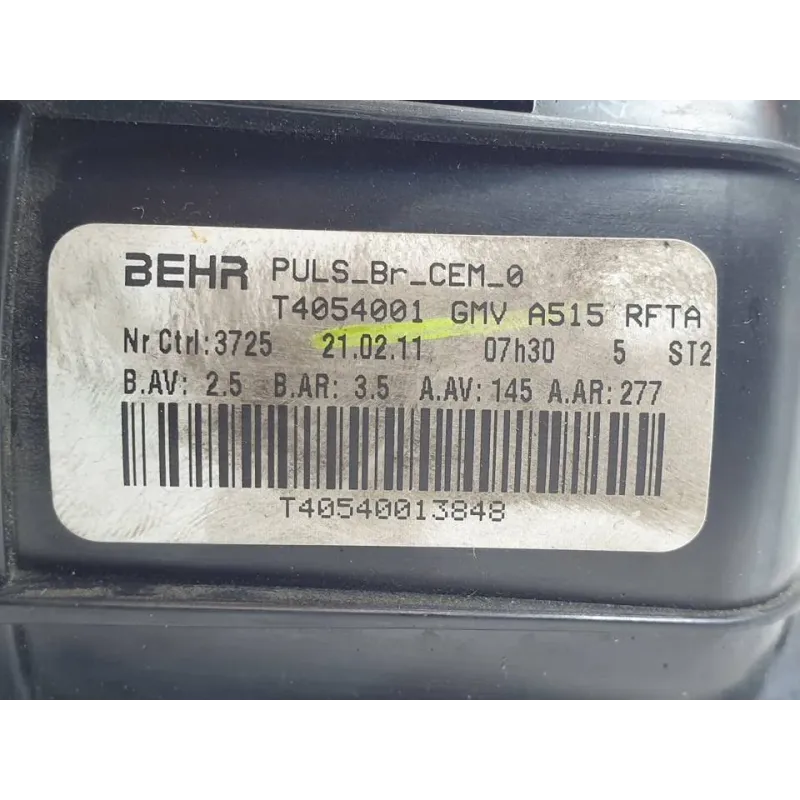 BEHR PULS_Br_CEM_0
T4054001 GMV A515 RFTA
Nr Ctrl:3725 21.02.11 07h30 5 ST2
B.AV: 2.5 B.AR: 3.5 A.AV:145 A.AR:277
T40540013848